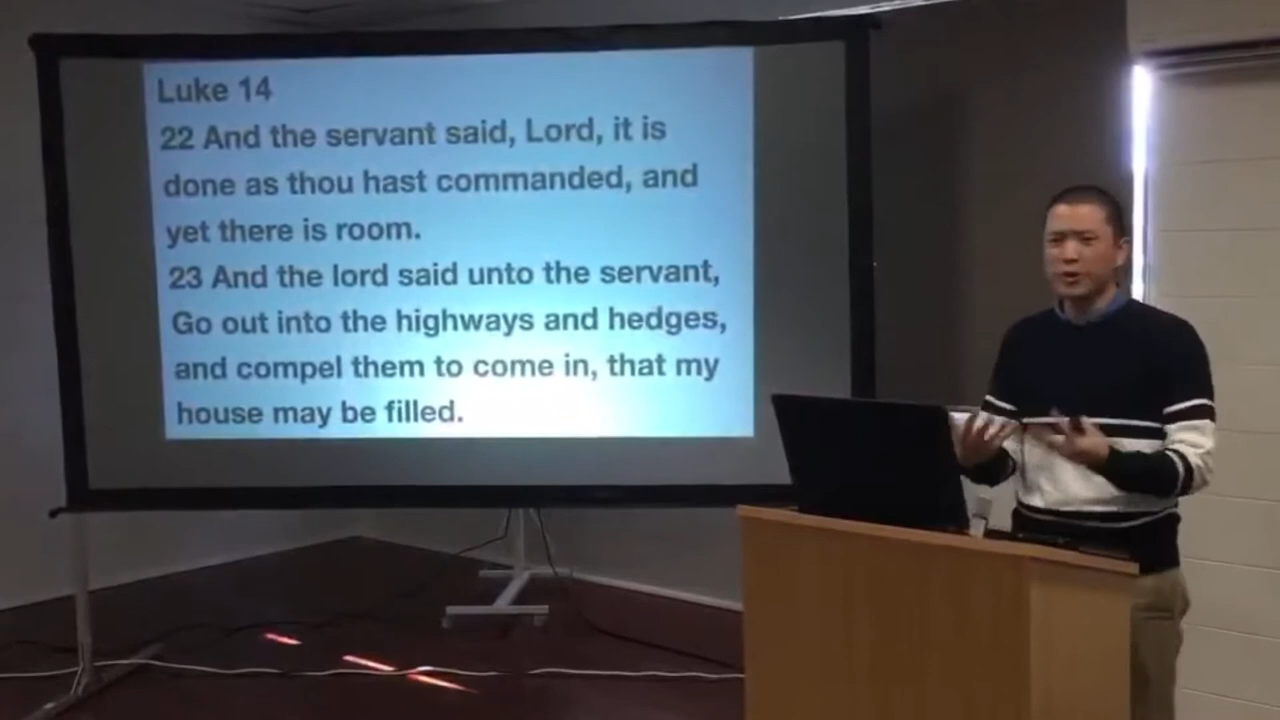 Luke 14
22 And the servant said, Lord, it is
done as thou hast commanded, and
yet there is room.
23 And the lord said unto the servant,
Go out into the highways and hedges,
and compel them to come in, that my
house may be filled.